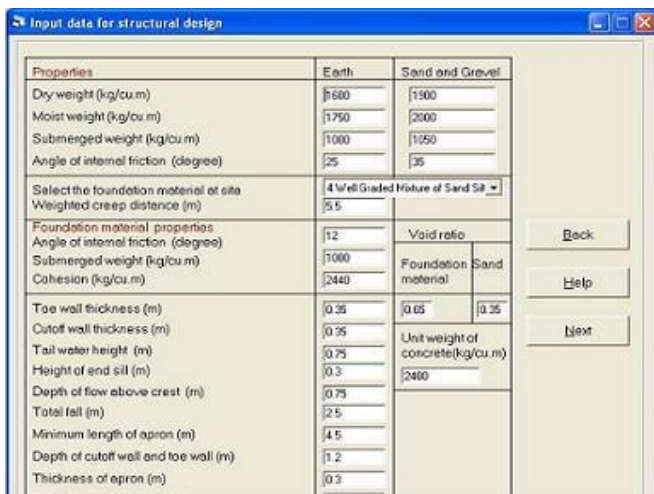 Input data for structural design
Properties Earth Sand and Gravel
Dry weight (kg/cu.m) 1600 1900
Moist weight (kg/cu.m) 1750 2000
Submerged weight (kg/cu.m) 1000 1050
Angle of internal friction (degree) 25 35
Select the foundation material at site 4 Well Graded Mixture of Sand Silt
Weighted creep distance (m) 5.5
Foundation material properties
Angle of internal friction (degree) 12 Void ratio
Submerged weight (kg/cu.m) 1000 Foundation Sand
Cohesion (kg/cu.m) 2440 material
Toe wall thickness (m) 0.35 0.65 0.35
Cutoff wall thickness (m) 0.35 Unit weight of
Tail water height (m) 0.75 concrete(kg/cu.m)
Height of end sill (m) 0.3 2400
Depth of flow above crest (m) 0.75
Total fall (m) 2.5
Minimum length of apron (m) 4.5
Depth of cutoff wall and toe wall (m) 1.2
Thickness of apron (m) 0.3
Back
Help
Next